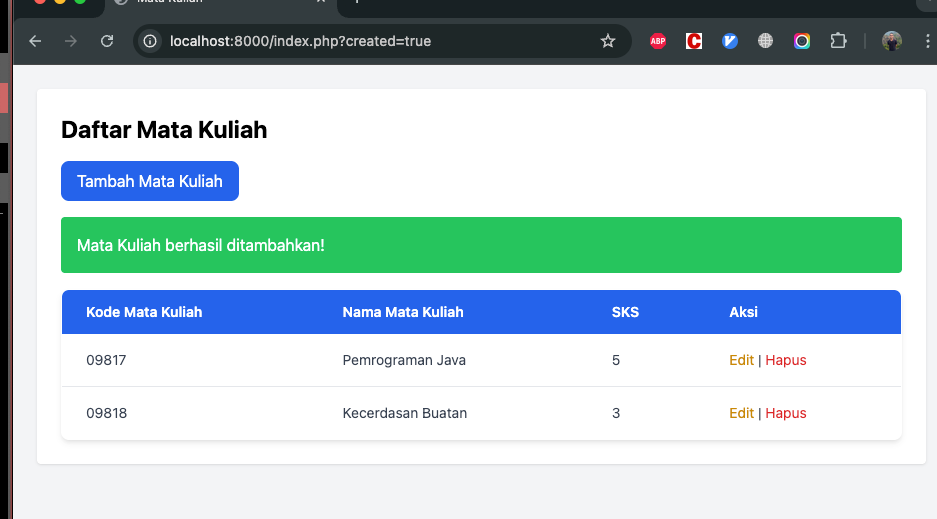 Mata Kuliah
localhost:8000/index.php?created=true
ABP
Daftar Mata Kuliah
Tambah Mata Kuliah
Mata Kuliah berhasil ditambahkan!
Kode Mata Kuliah Nama Mata Kuliah SKS Aksi
09817 Pemrograman Java 5 Edit | Hapus
09818 Kecerdasan Buatan 3 Edit | Hapus